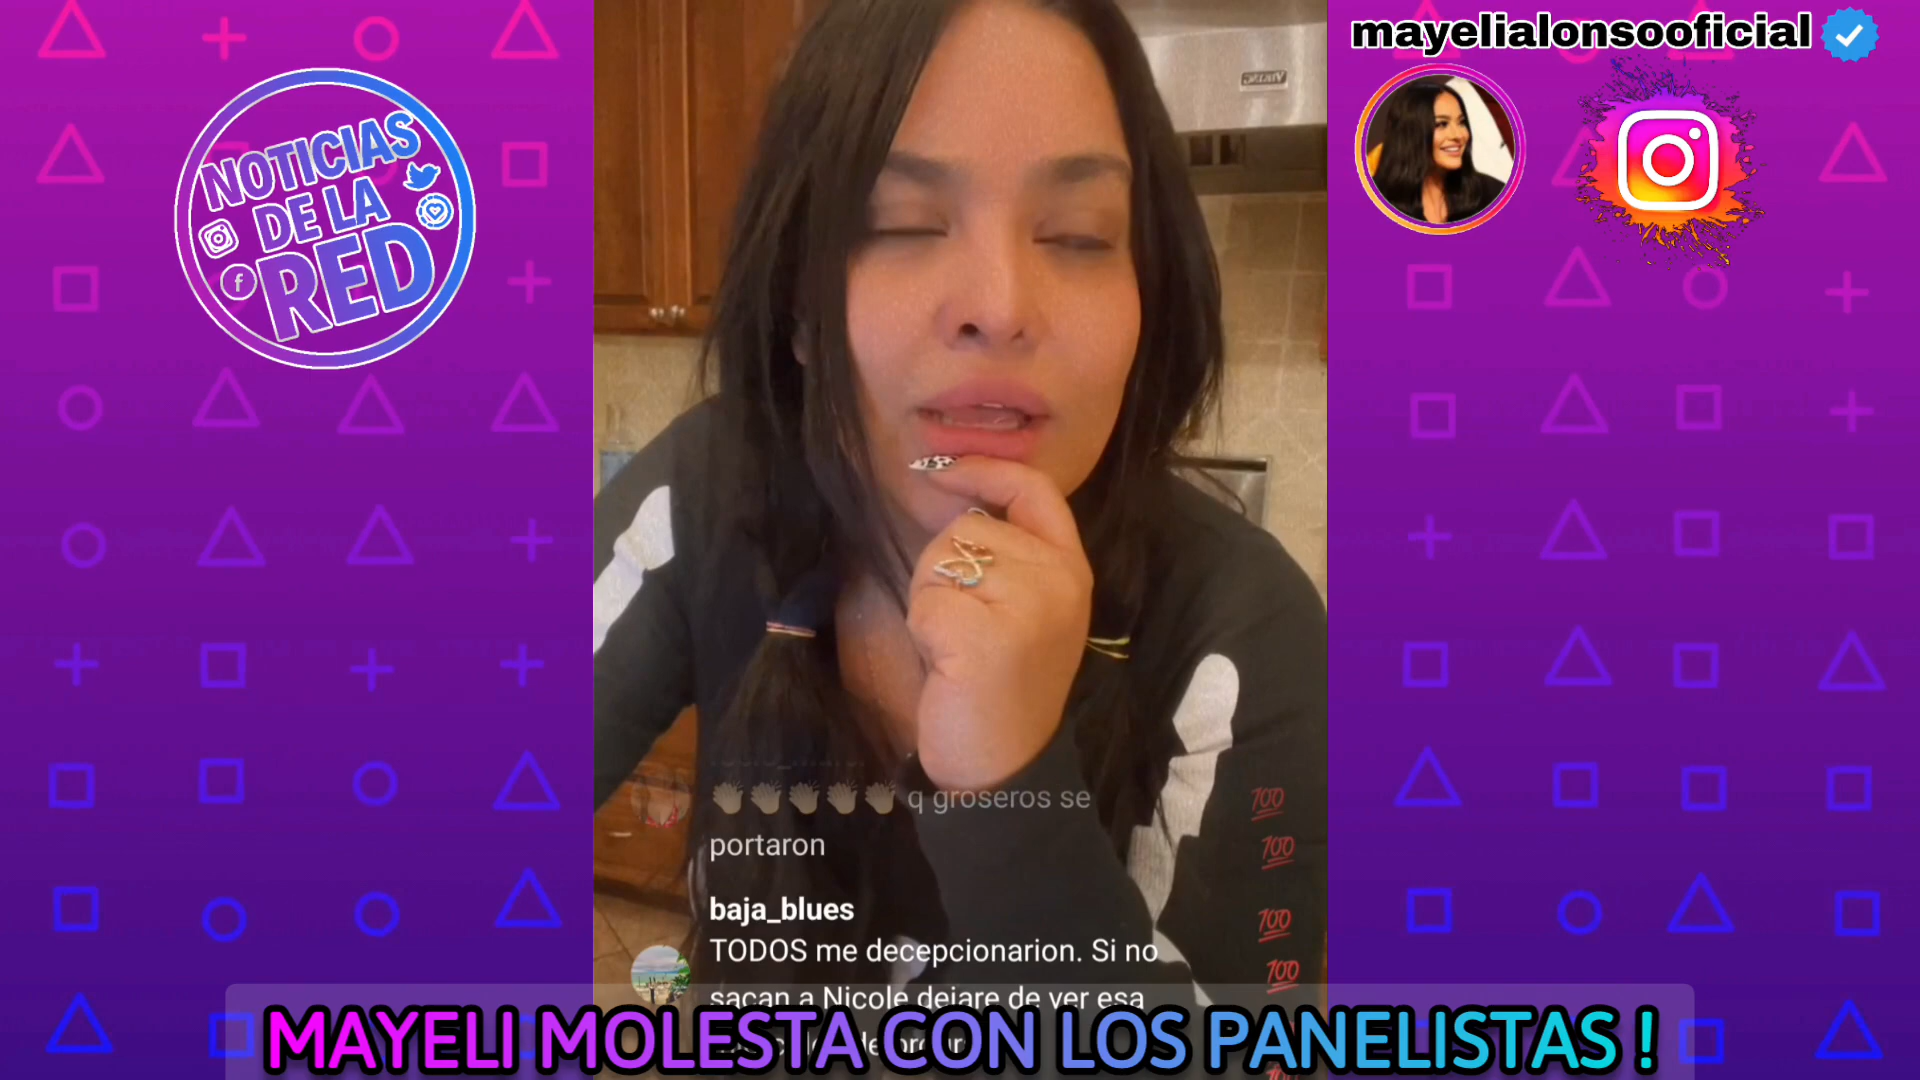 mayelialonsooficial
NOTICIAS
DE LA
RED
👏👏👏👏👏 q groseros se
portaron
baja_blues
TODOS me decepcionarion. Si no
sacan a Nicole dejare de ver esa
MAYELI MOLESTA CON LOS PANELISTAS !